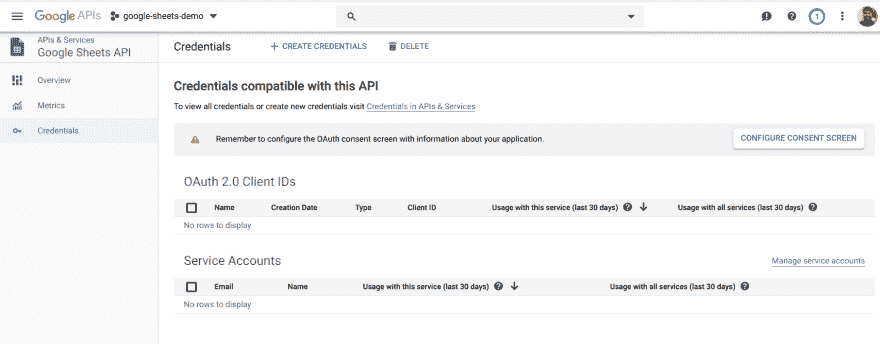 Google APIs google-sheets-demo 1
APIs & Services
Google Sheets API
Credentials + CREATE CREDENTIALS DELETE
Overview
Metrics
Credentials
Credentials compatible with this API
To view all credentials or create new credentials visit Credentials in APIs & Services
Remember to configure the OAuth consent screen with information about your application. CONFIGURE CONSENT SCREEN
OAuth 2.0 Client IDs
Name Creation Date Type Client ID Usage with this service (last 30 days) ? Usage with all services (last 30 days) ?
No rows to display
Service Accounts Manage service accounts
Email Name Usage with this service (last 30 days) ? Usage with all services (last 30 days) ?
No rows to display